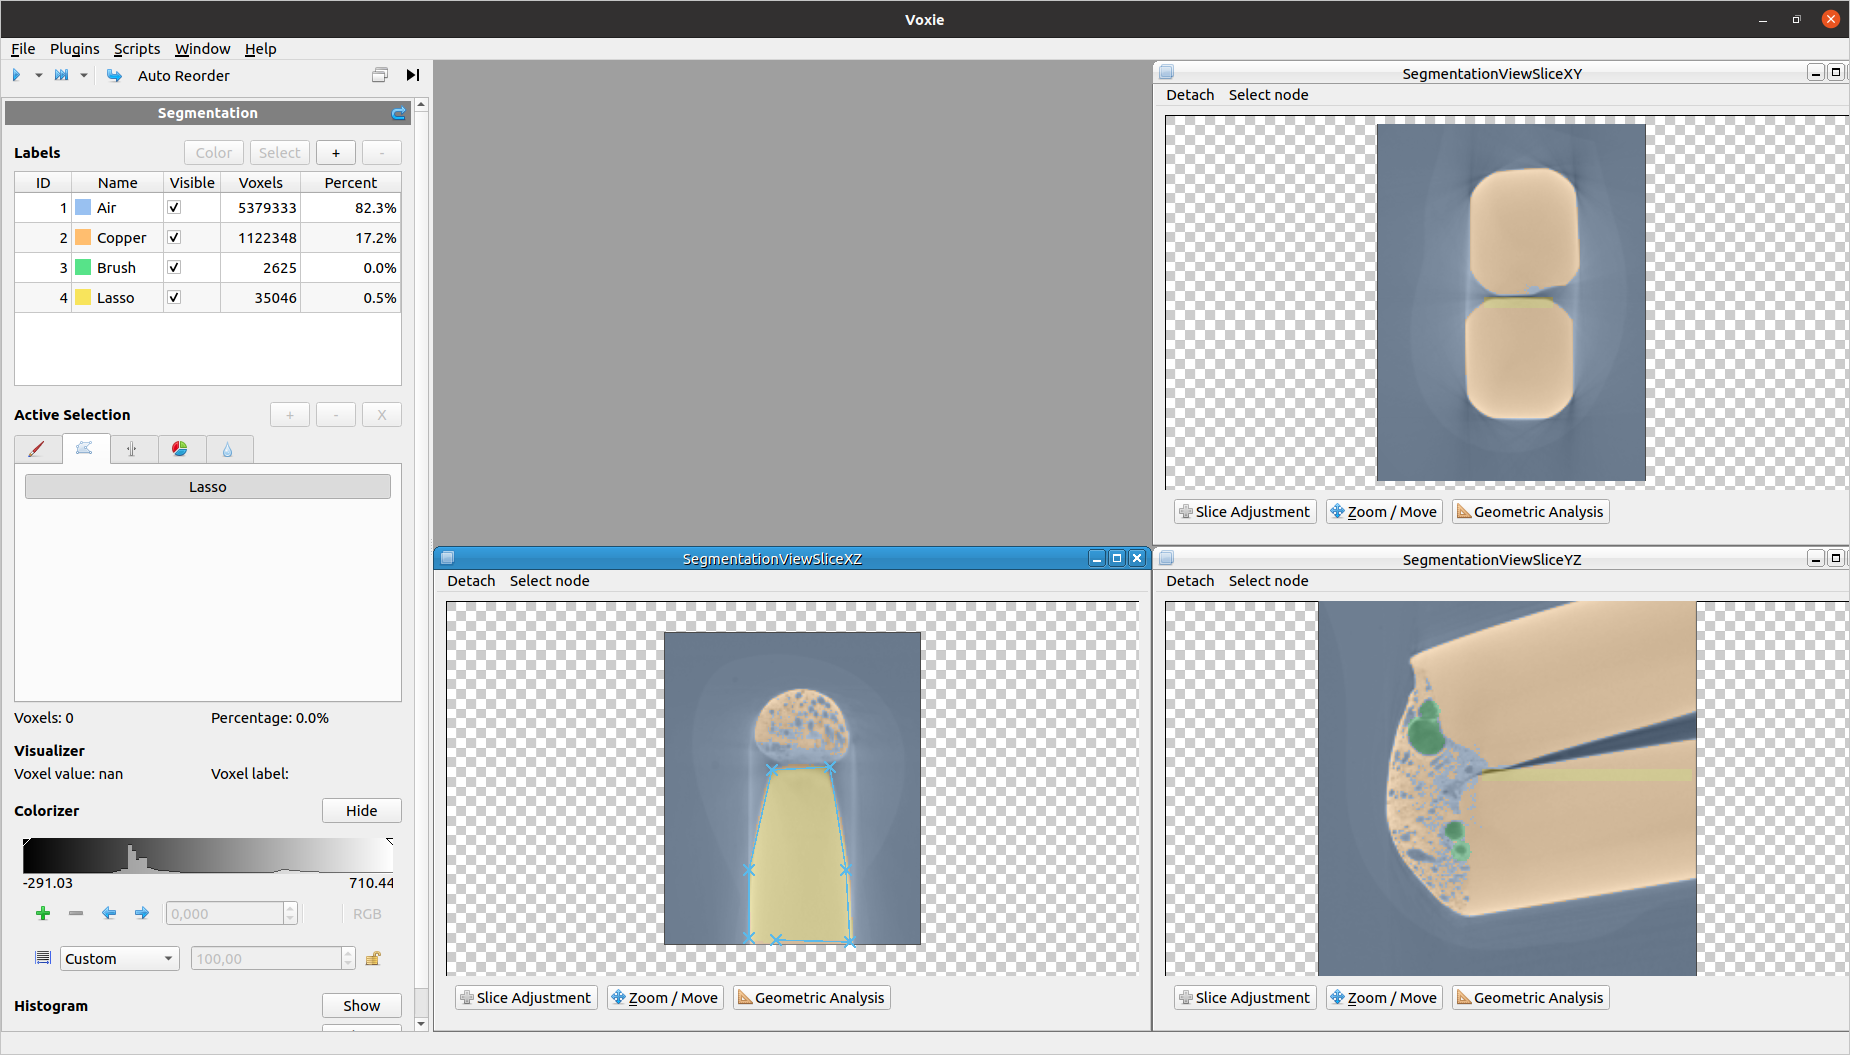 Voxie
File Plugins Scripts Window Help
Auto Reorder
Segmentation
Labels Color Select + -
ID Name Visible Voxels Percent
1 Air 5379333 82.3%
2 Copper 1122348 17.2%
3 Brush 2625 0.0%
4 Lasso 35046 0.5%
Active Selection + - X
Lasso
Voxels: 0 Percentage: 0.0%
Visualizer
Voxel value: nan Voxel label:
Colorizer Hide
-291.03 710.44
0,000 RGB
Custom 100,00
Histogram Show
SegmentationViewSliceXY
Detach Select node
Slice Adjustment Zoom / Move Geometric Analysis
SegmentationViewSliceXZ
Detach Select node
Slice Adjustment Zoom / Move Geometric Analysis
SegmentationViewSliceYZ
Detach Select node
Slice Adjustment Zoom / Move Geometric Analysis